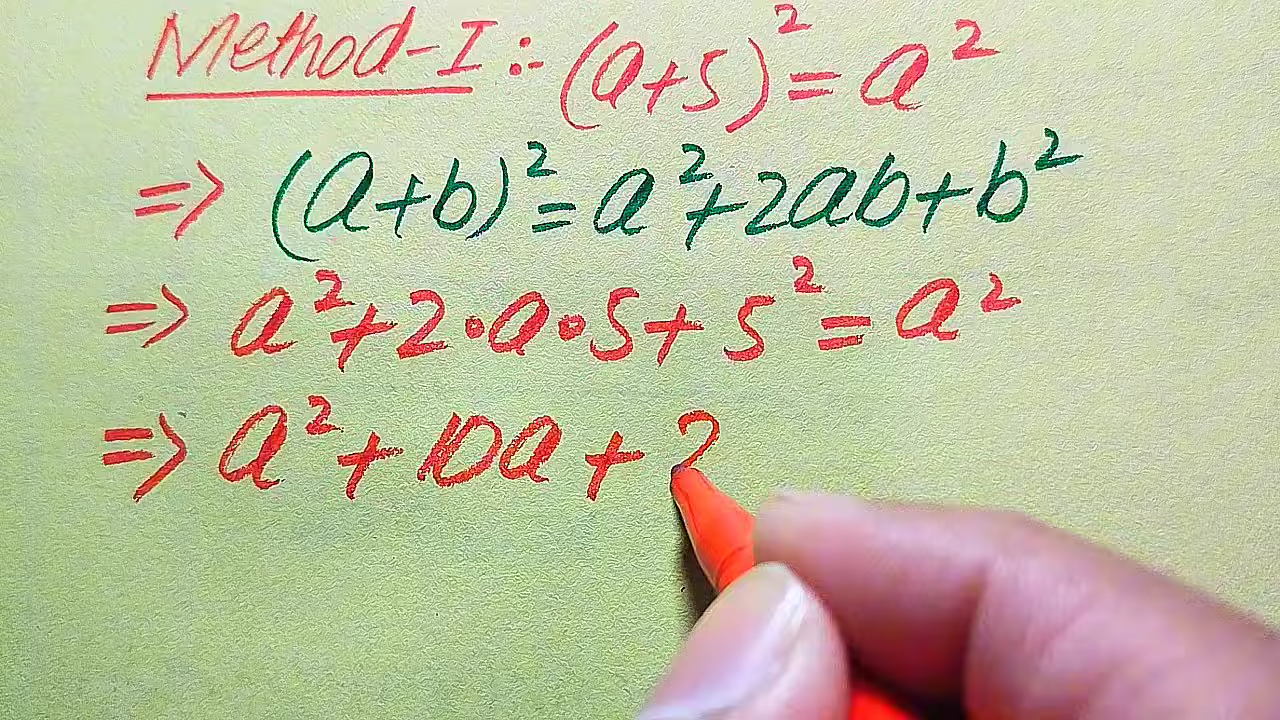 Method-I :- (a+5)² = a²
=> (a+b)² = a²+2ab+b²
=> a²+2•a•5+5² = a²
=> a²+10a+2